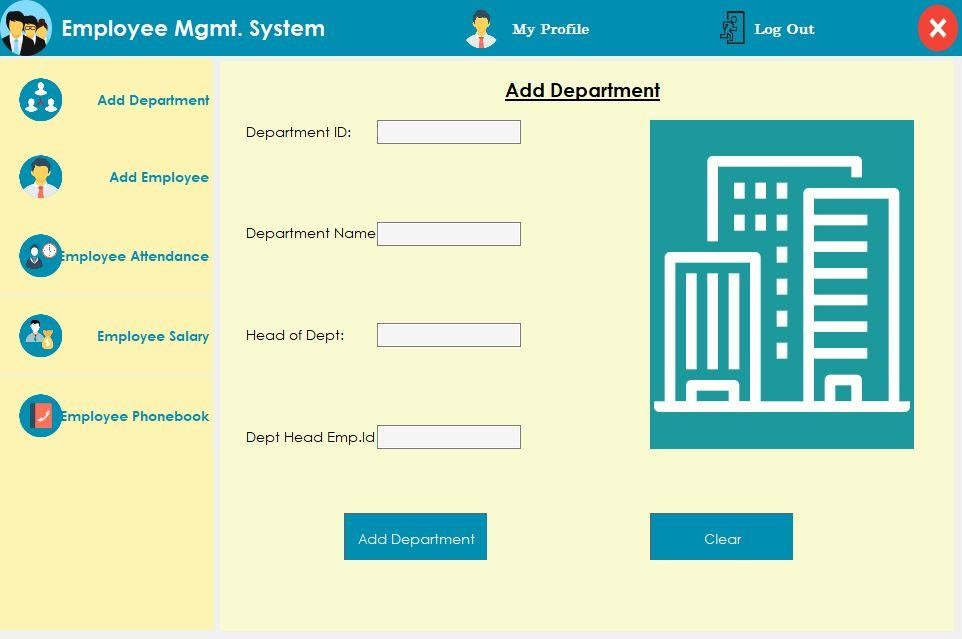 Employee Mgmt. System
My Profile
Log Out
Add Department
Add Employee
Employee Attendance
Employee Salary
Employee Phonebook
Add Department
Department ID:
Department Name
Head of Dept:
Dept Head Emp.Id
Add Department
Clear